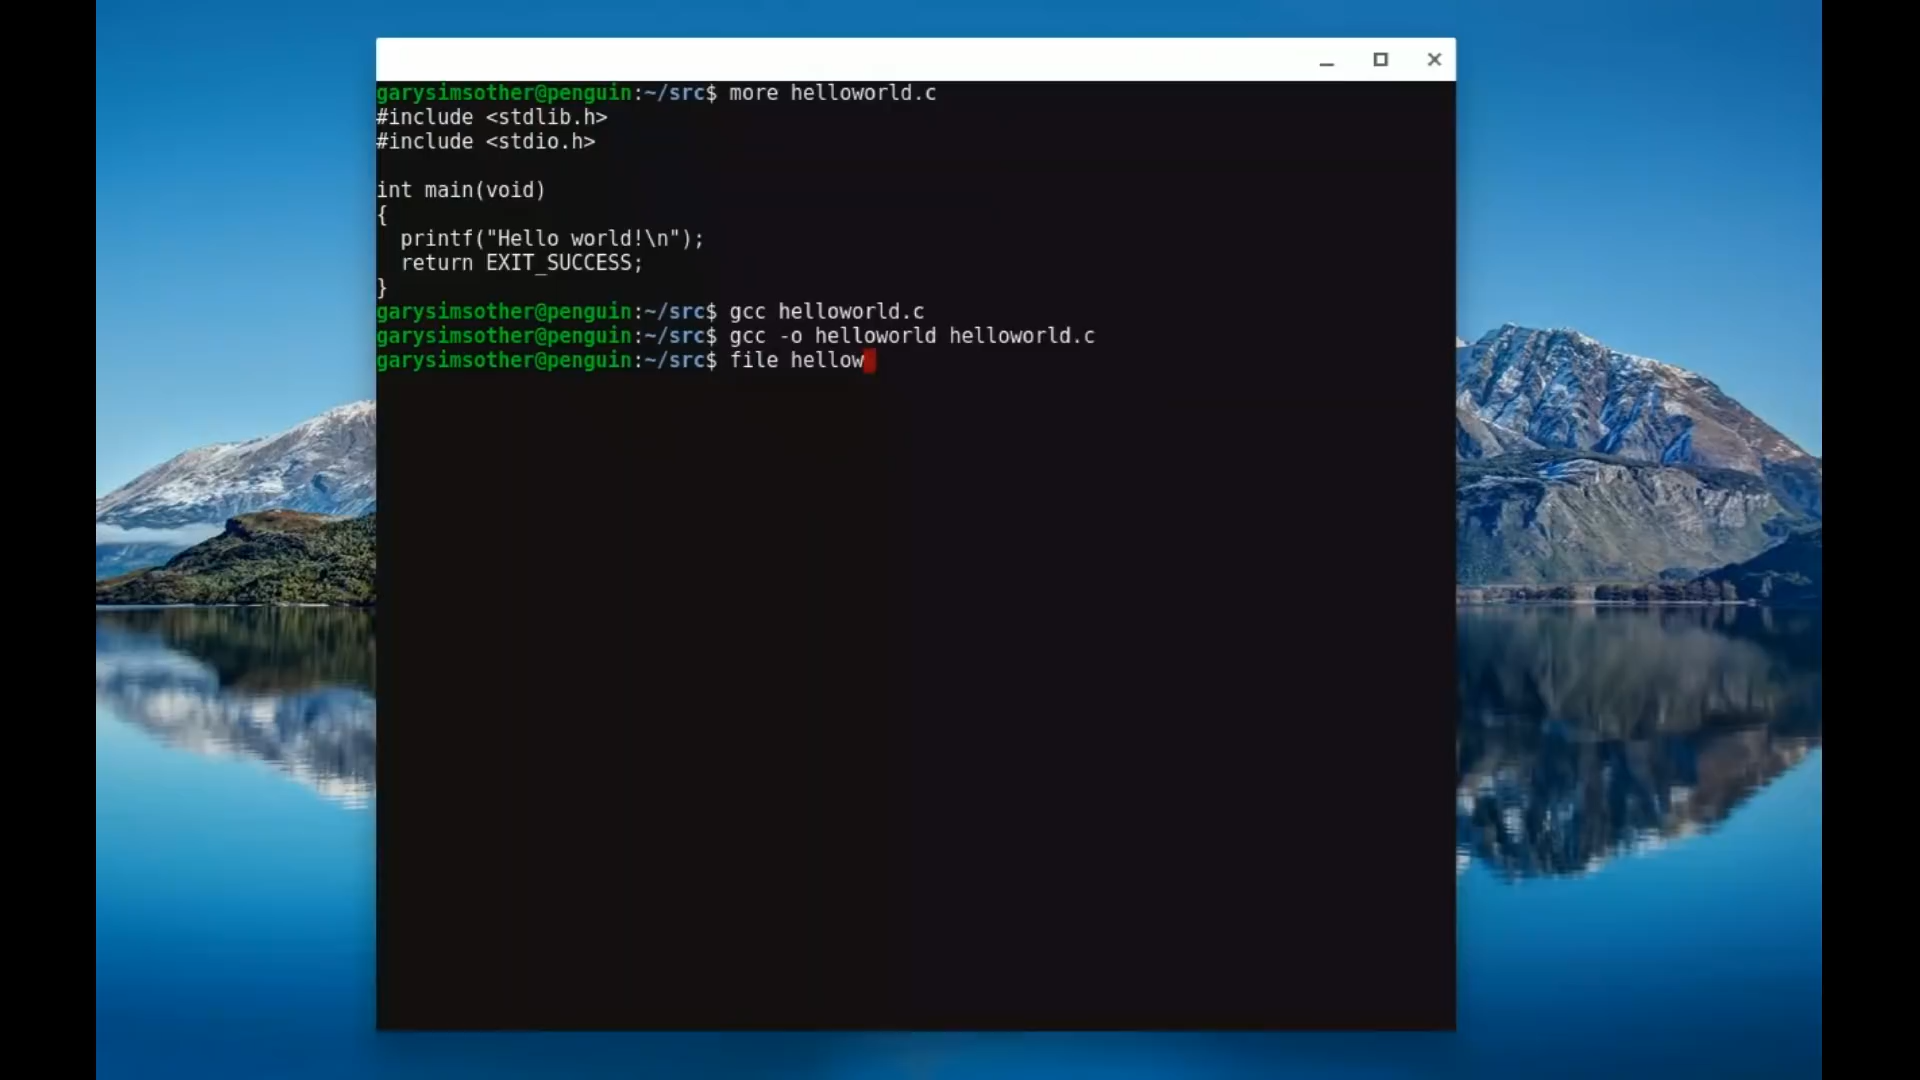 garysimsother@penguin:~/src$ more helloworld.c
#include <stdlib.h>
#include <stdio.h>
int main(void)
{
  printf("Hello world!\n");
  return EXIT_SUCCESS;
}
garysimsother@penguin:~/src$ gcc helloworld.c
garysimsother@penguin:~/src$ gcc -o helloworld helloworld.c
garysimsother@penguin:~/src$ file hellow